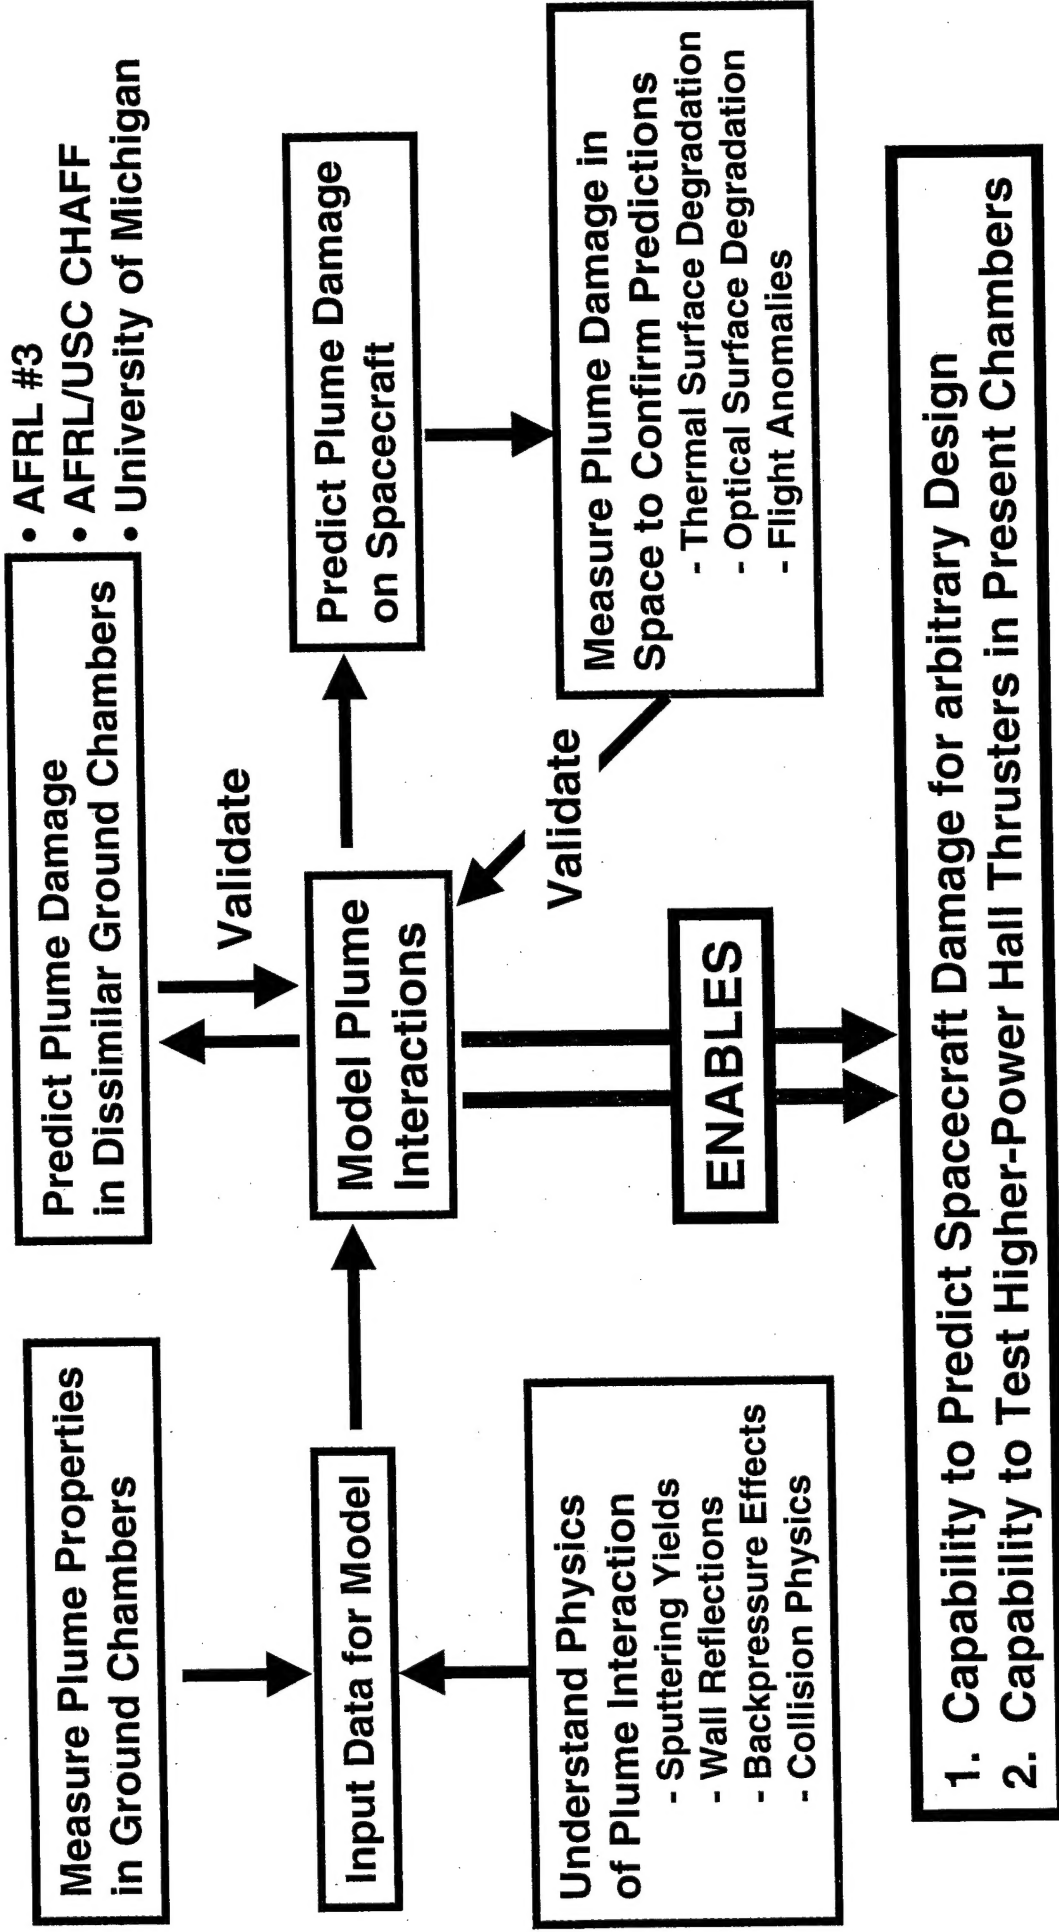 Measure Plume Properties
in Ground Chambers
Predict Plume Damage
in Dissimilar Ground Chambers
• AFRL #3
• AFRL/USC CHAFF
• University of Michigan
Validate
Input Data for Model
Model Plume
Interactions
Predict Plume Damage
on Spacecraft
Understand Physics
of Plume Interaction
- Sputtering Yields
- Wall Reflections
- Backpressure Effects
- Collision Physics
Validate
Measure Plume Damage in
Space to Confirm Predictions
- Thermal Surface Degradation
- Optical Surface Degradation
- Flight Anomalies
ENABLES
1. Capability to Predict Spacecraft Damage for arbitrary Design
2. Capability to Test Higher-Power Hall Thrusters in Present Chambers